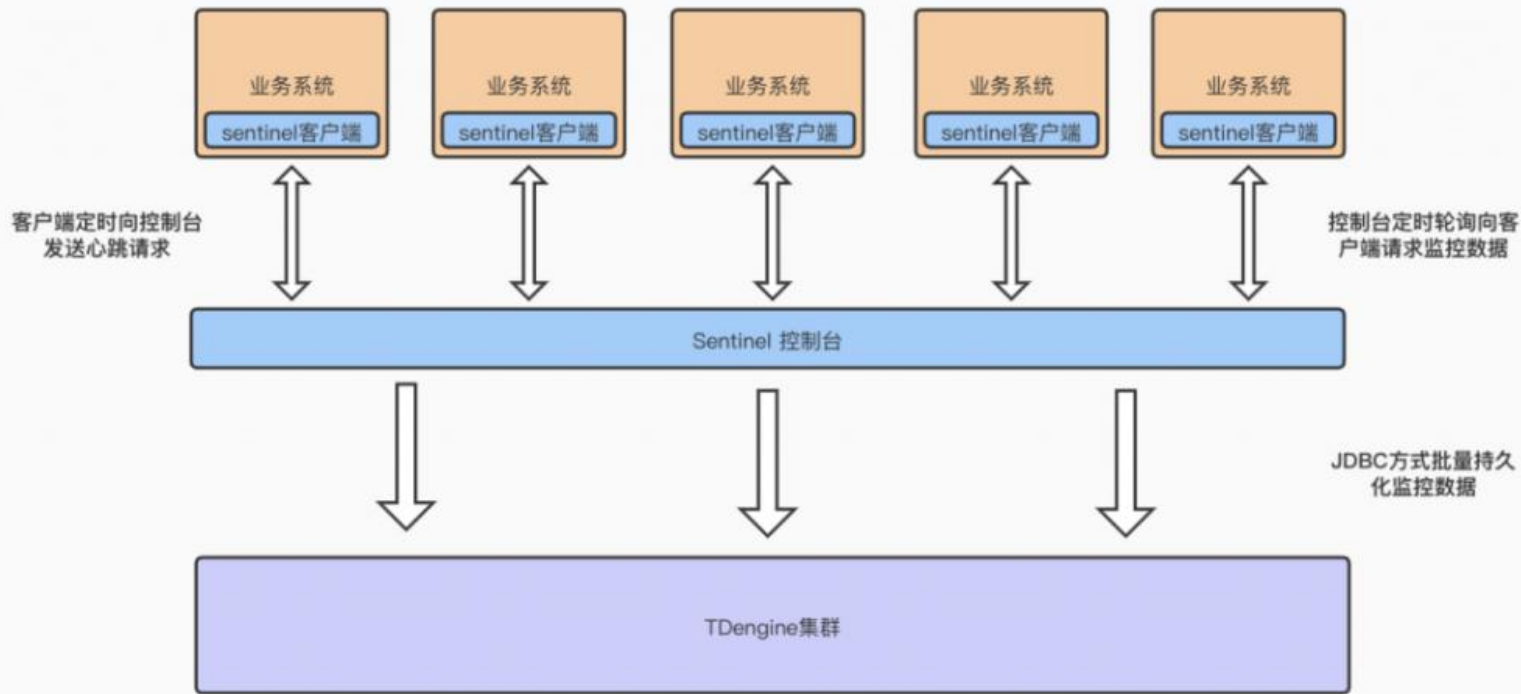 业务系统
sentinel客户端
业务系统
sentinel客户端
业务系统
sentinel客户端
业务系统
sentinel客户端
业务系统
sentinel客户端
客户端定时向控制台
发送心跳请求
控制台定时轮询向客
户端请求监控数据
Sentinel 控制台
JDBC方式批量持久
化监控数据
TDengine集群